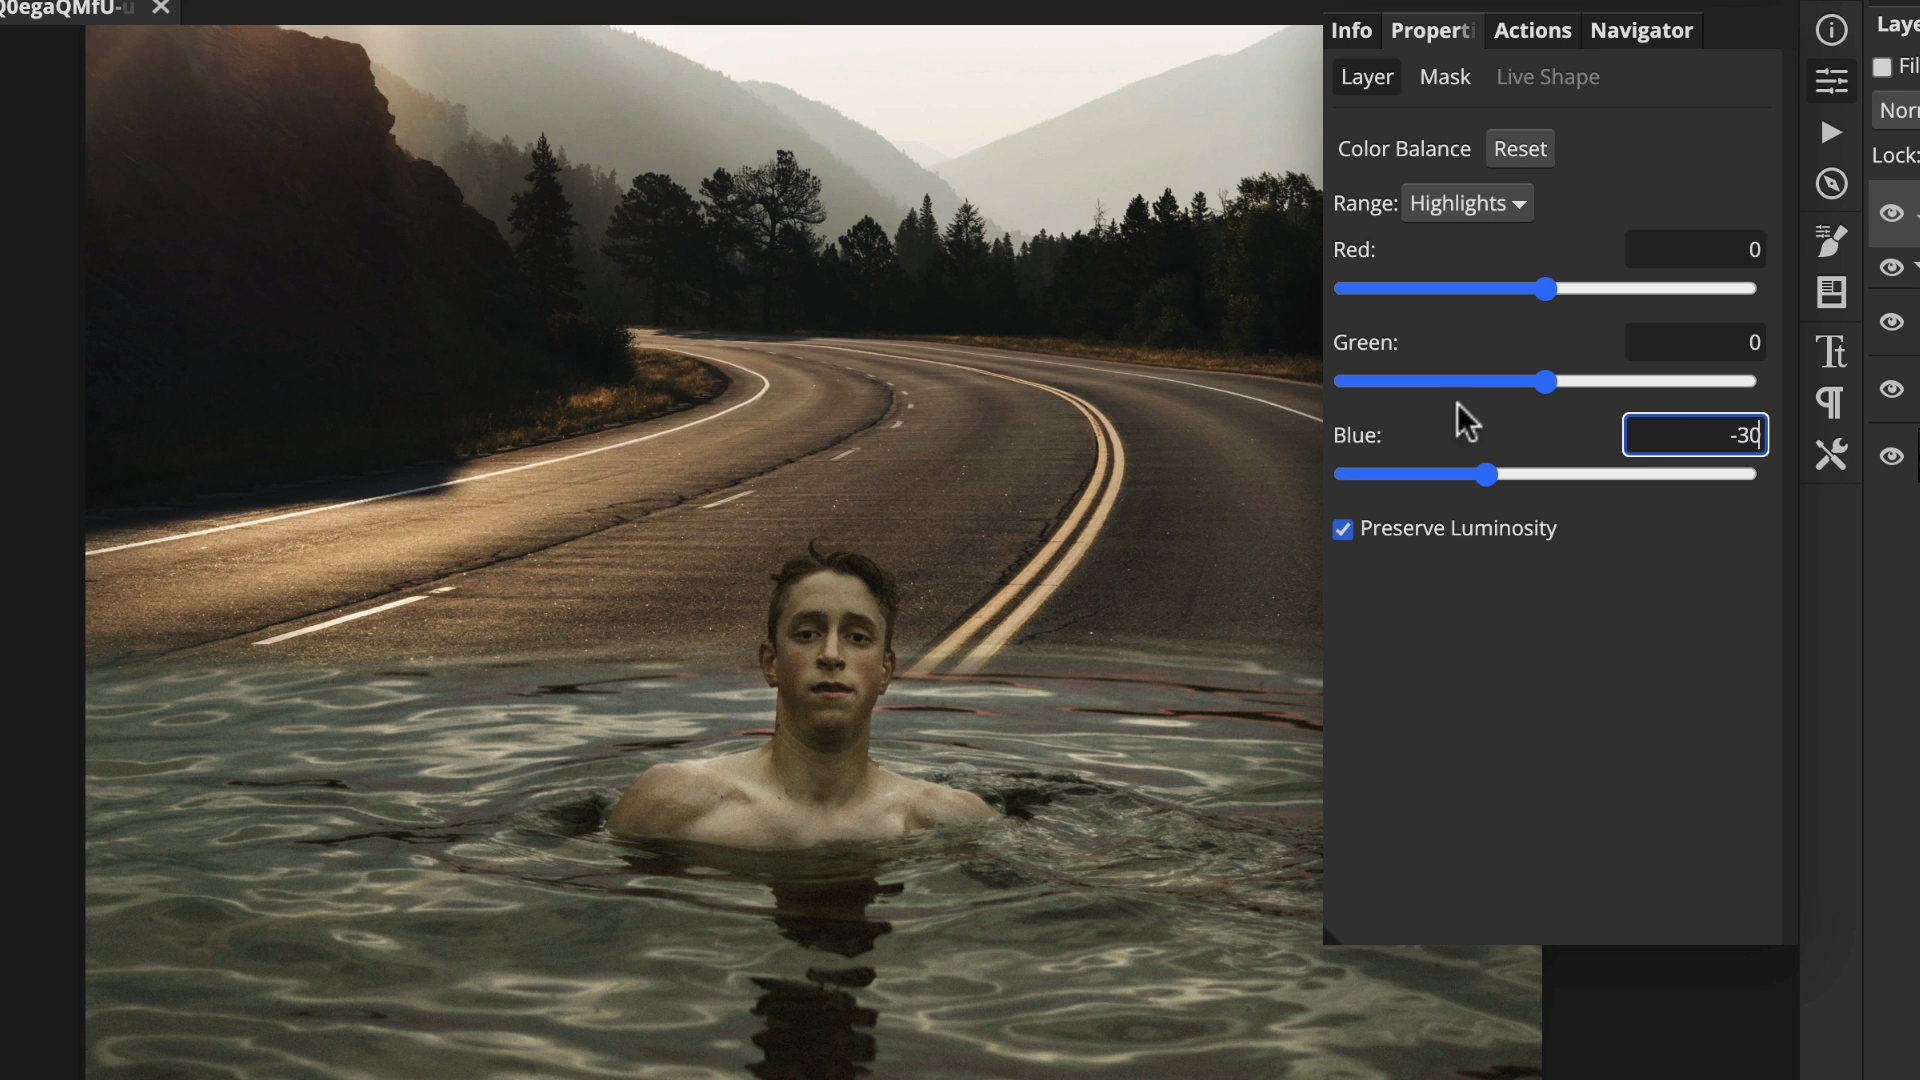 Q0egaQMfU-u
Info Properti Actions Navigator
Laye
Layer Mask Live Shape
Fil
Color Balance Reset
Norr
Lock:
Range: Highlights
Red: 0
Green: 0
Blue: -30
Preserve Luminosity